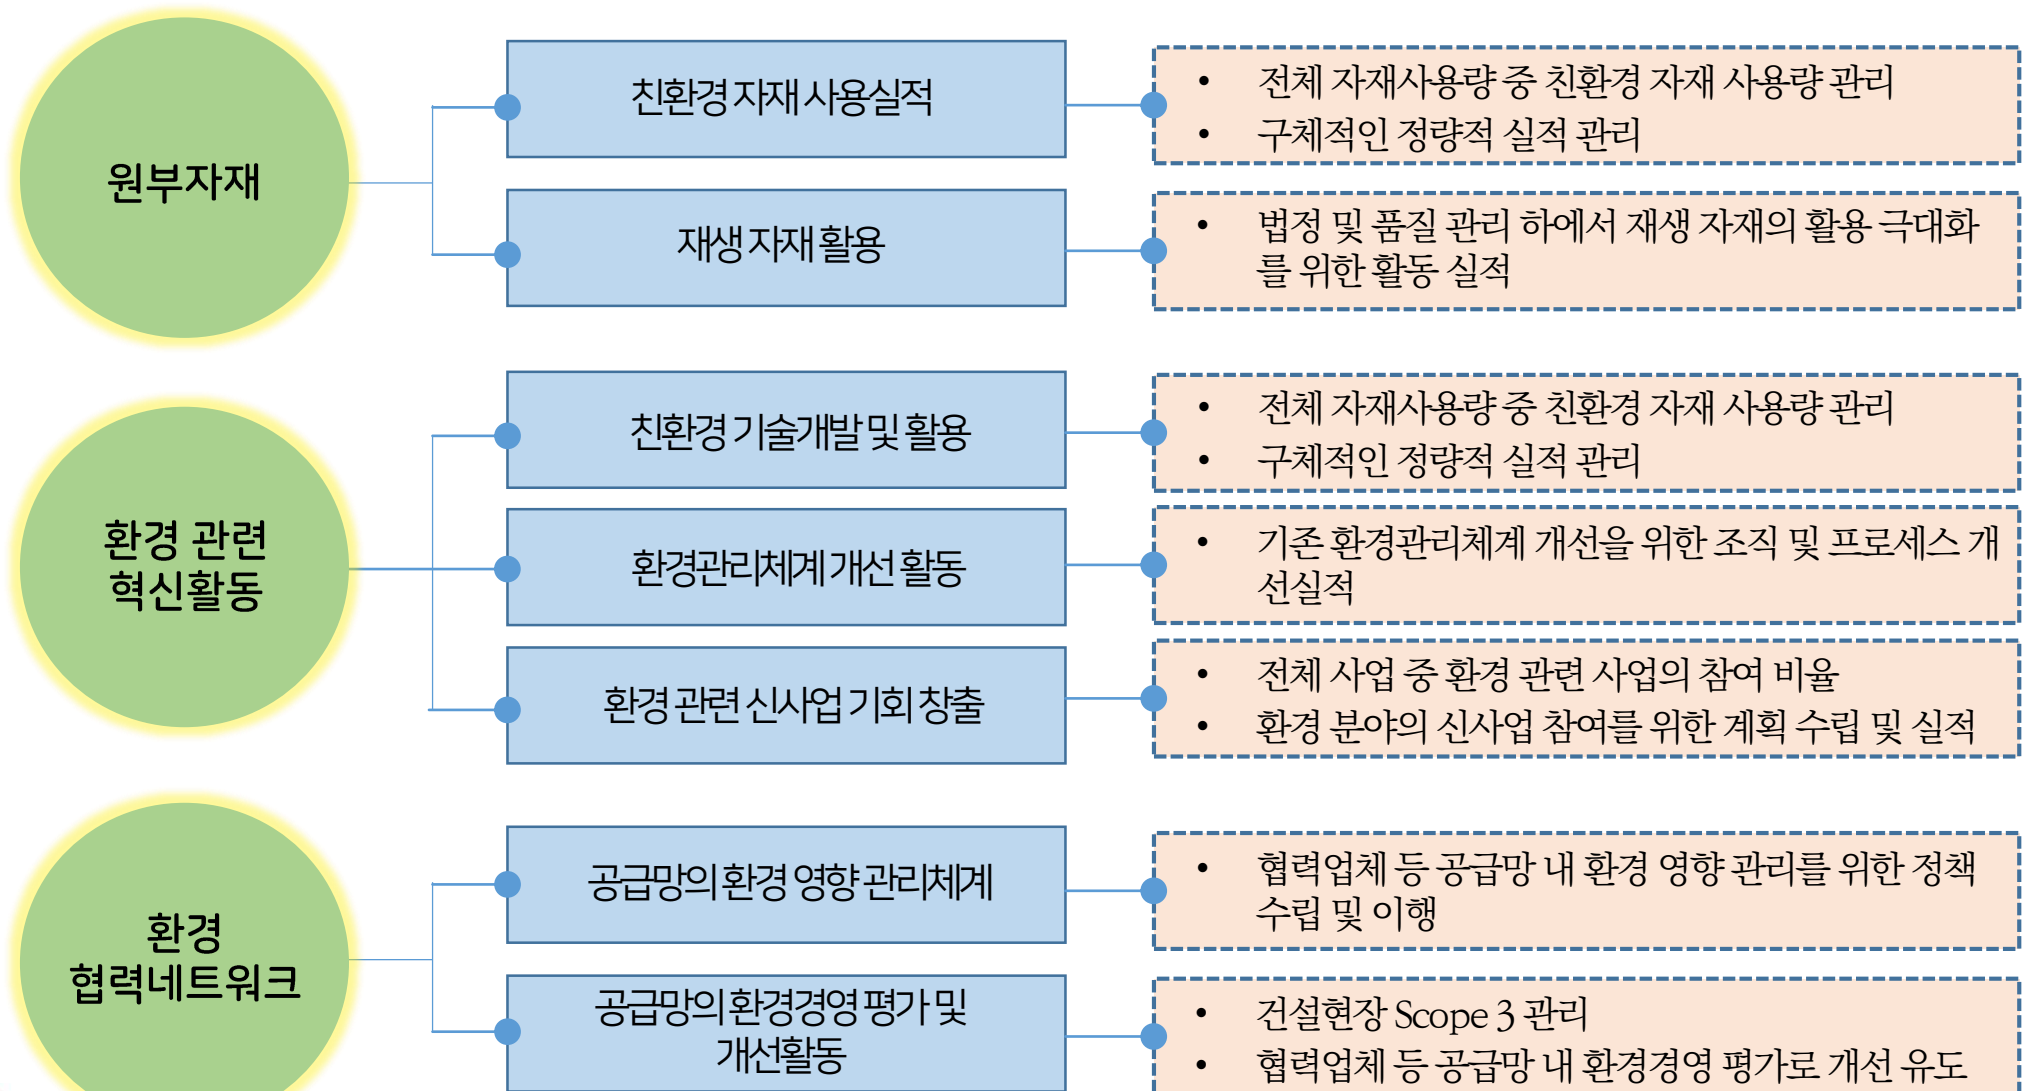 원부자재
친환경 자재 사용실적
• 전체 자재사용량 중 친환경 자재 사용량 관리
• 구체적인 정량적 실적 관리
재생 자재 활용
• 법정 및 품질 관리 하에서 재생 자재의 활용 극대화
를 위한 활동 실적
환경 관련
혁신활동
친환경 기술개발 및 활용
• 전체 자재사용량 중 친환경 자재 사용량 관리
• 구체적인 정량적 실적 관리
환경관리체계 개선 활동
• 기존 환경관리체계 개선을 위한 조직 및 프로세스 개
선실적
환경 관련 신사업 기회 창출
• 전체 사업 중 환경 관련 사업의 참여 비율
• 환경 분야의 신사업 참여를 위한 계획 수립 및 실적
환경
협력네트워크
공급망의 환경 영향 관리체계
• 협력업체 등 공급망 내 환경 영향 관리를 위한 정책
수립 및 이행
공급망의 환경경영 평가 및
개선활동
• 건설현장 Scope 3 관리
• 협력업체 등 공급망 내 환경경영 평가로 개선 유도